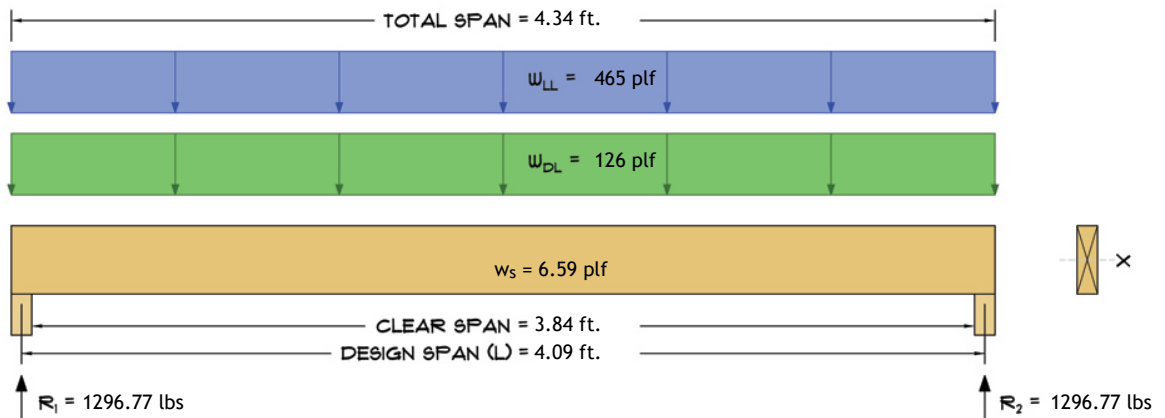 TOTAL SPAN = 4.34 ft.
wLL = 465 plf
wDL = 126 plf
ws = 6.59 plf
X
CLEAR SPAN = 3.84 ft.
DESIGN SPAN (L) = 4.09 ft.
R1 = 1296.77 lbs
R2 = 1296.77 lbs